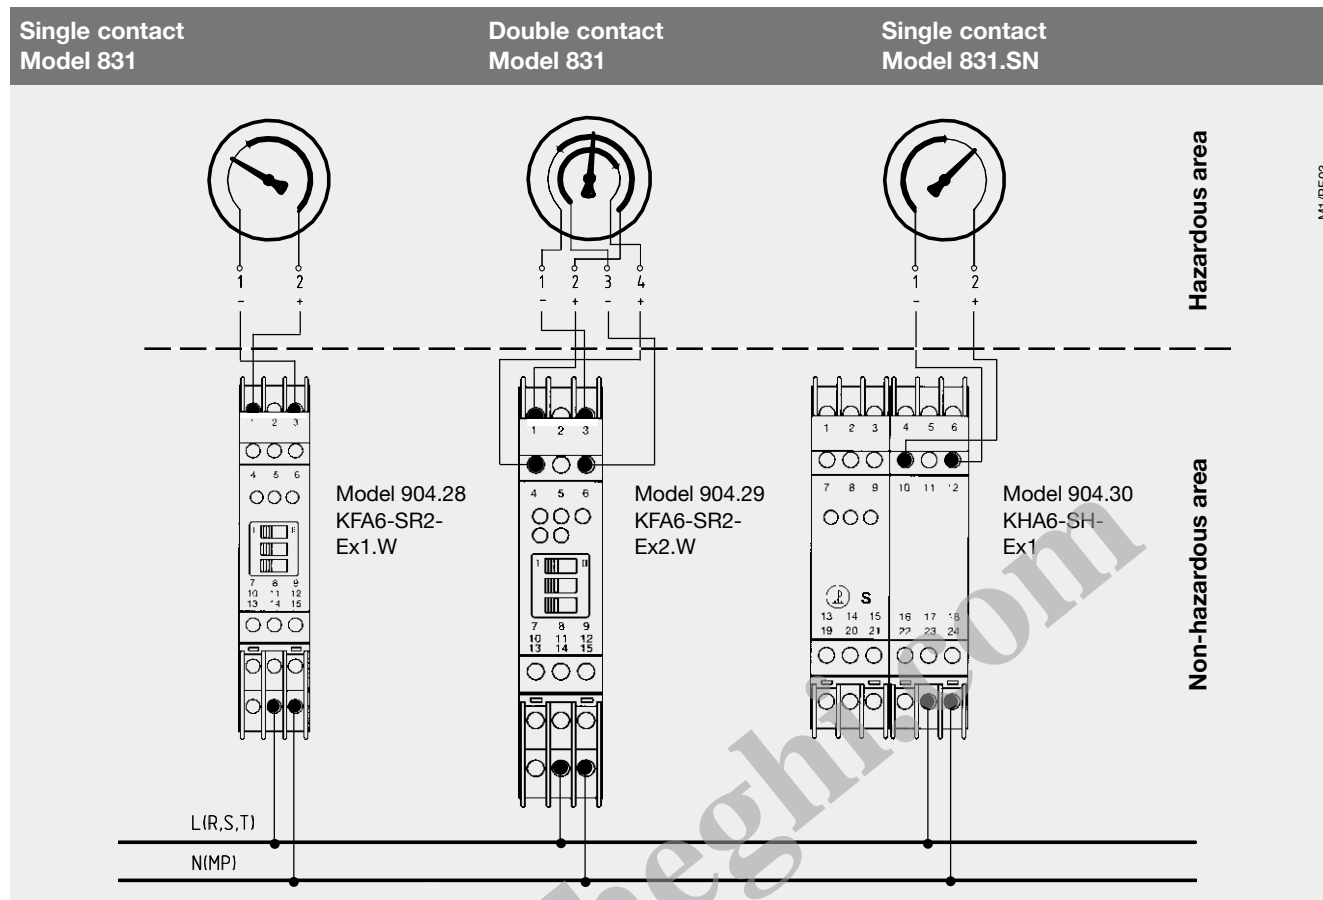 Single contact
Model 831
Double contact
Model 831
Single contact
Model 831.SN
1 2
- +
1 2 3 4
- + - +
1 2
- +
Hazardous area
1 2 3
4 5 6
I II
7 8 9
10 11 12
13 14 15
Model 904.28
KFA6-SR2-
Ex1.W
1 2 3
4 5 6
I II
7 8 9
10 11 12
13 14 15
Model 904.29
KFA6-SR2-
Ex2.W
1 2 3 4 5 6
7 8 9 10 11 12
S
13 14 15 16 17 18
19 20 21 22 23 24
Model 904.30
KHA6-SH-
Ex1
Non-hazardous area
L(R,S,T)
N(MP)